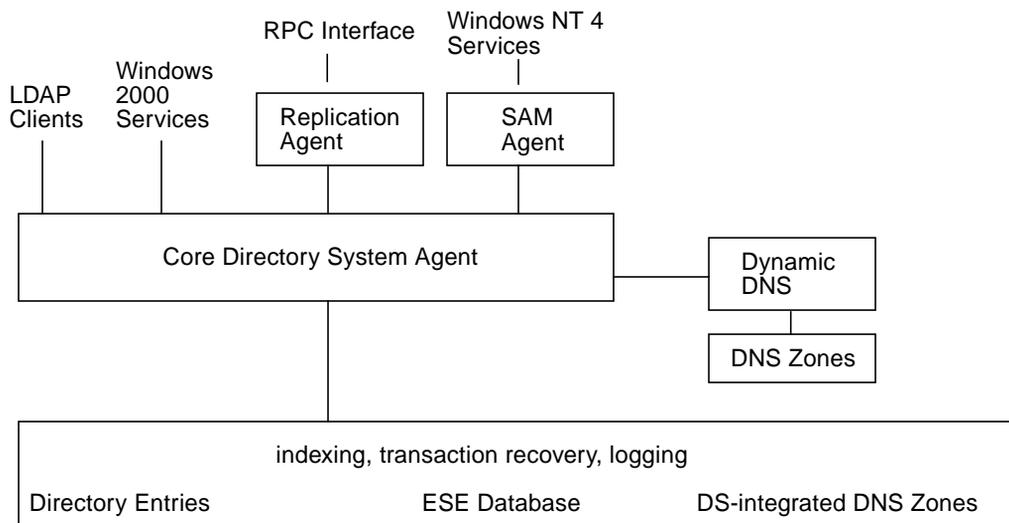 RPC Interface
Windows NT 4
Services
LDAP
Clients
Windows
2000
Services
Replication
Agent
SAM
Agent
Core Directory System Agent
Dynamic
DNS
DNS Zones
indexing, transaction recovery, logging
Directory Entries
ESE Database
DS-integrated DNS Zones